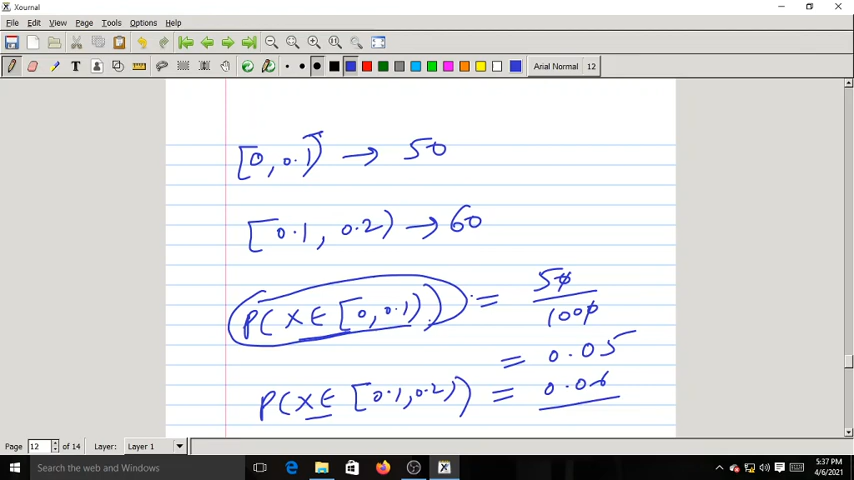 Xournal
File Edit View Page Tools Options Help
Arial Normal 12
[0, 0.1) → 50
[0.1, 0.2) → 60
P(X ∈ [0, 0.1)) = 50/1000
= 0.05
P(X ∈ [0.1, 0.2)) = 0.06
Page 12 of 14 Layer: Layer 1
Search the web and Windows
5:37 PM
4/6/2021